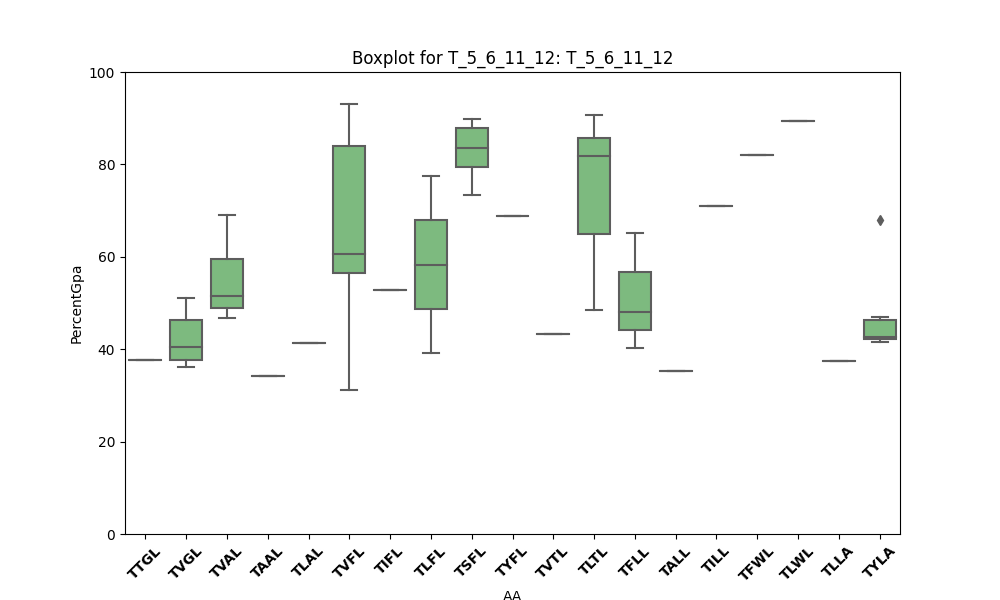 Boxplot for T_5_6_11_12: T_5_6_11_12
100
80
60
40
20
0
PercentGpa
TTGL
TVGL
TVAL
TAAL
TLAL
TVFL
TIFL
TLFL
TSFL
TYFL
TVTL
TLTL
TFLL
TALL
TILL
TFWL
TLWL
TLLA
TYLA
AA